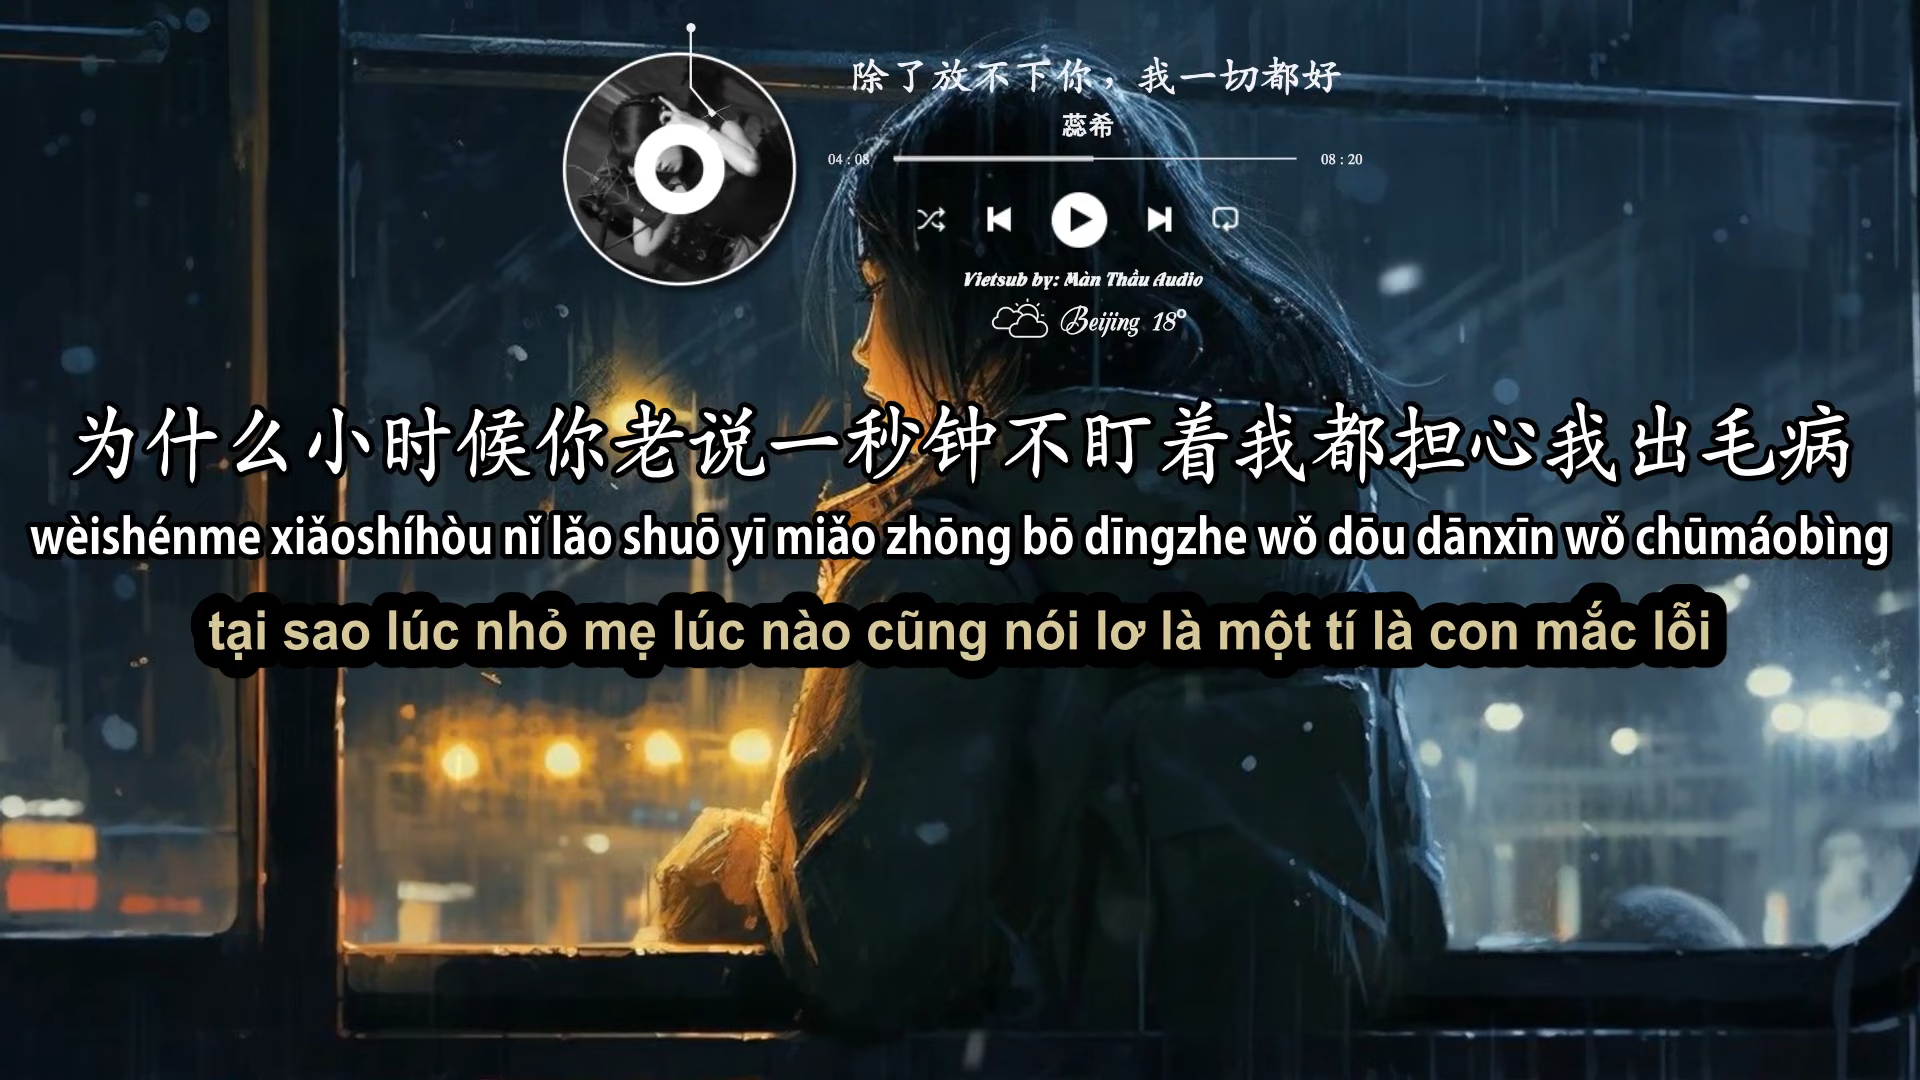 除了放不下你，我一切都好
蕊希
04 : 08
08 : 20
Vietsub by: Màn Thầu Audio
Beijing 18°
为什么小时候你老说一秒钟不盯着我都担心我出毛病
wèishénme xiǎoshíhòu nǐ lǎo shuō yī miǎo zhōng bō dīngzhe wǒ dōu dānxīn wǒ chūmáobìng
tại sao lúc nhỏ mẹ lúc nào cũng nói lơ là một tí là con mắc lỗi